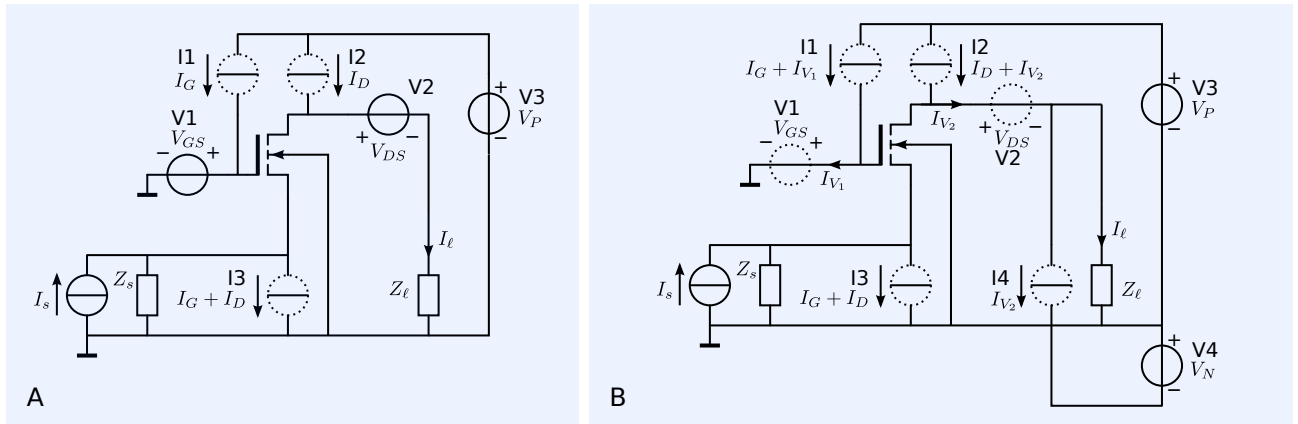 I1
I_G
I2
I_D
V2
V3
V_P
+
−
V1
V_GS
− +
+ −
V_DS
I_ℓ
I_s
Z_s
I3
I_G + I_D
Z_ℓ
A
I1
I_G + I_V1
I2
I_D + I_V2
V3
V_P
+
−
V1
V_GS
− +
I_V1
I_V2
+ −
V_DS
V2
I_ℓ
I_s
Z_s
I3
I_G + I_D
I4
I_V2
Z_ℓ
+
−
V4
V_N
B